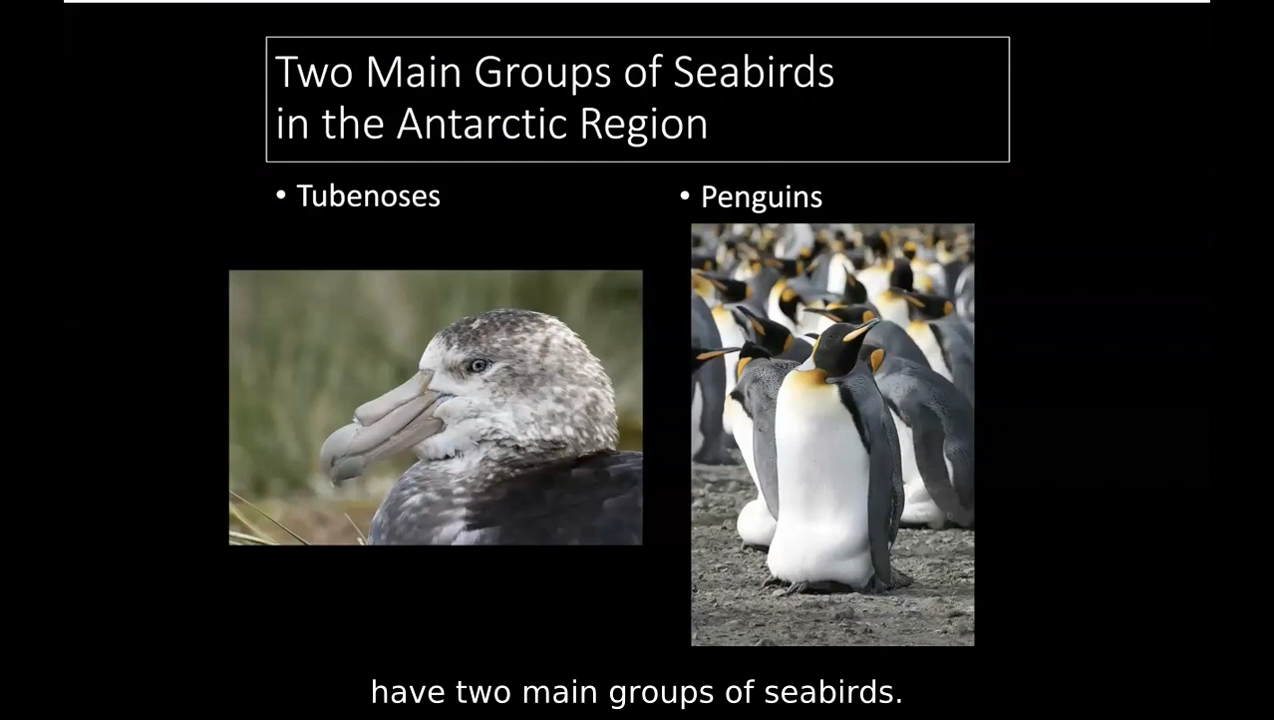 Two Main Groups of Seabirds
in the Antarctic Region
• Tubenoses
• Penguins
have two main groups of seabirds.